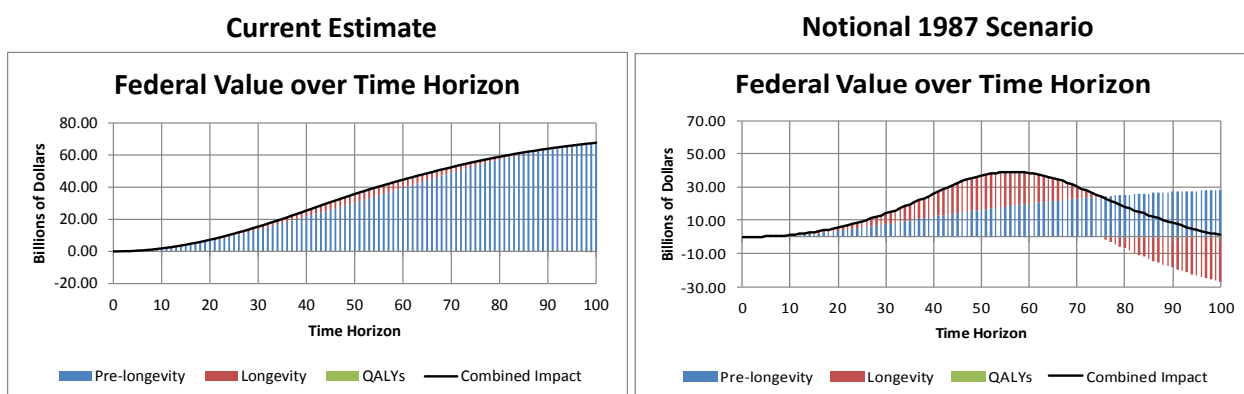 Current Estimate
Federal Value over Time Horizon
Billions of Dollars
80.00
60.00
40.00
20.00
0.00
-20.00
0 10 20 30 40 50 60 70 80 90 100
Time Horizon
Pre-longevity Longevity QALYs Combined Impact
Notional 1987 Scenario
Federal Value over Time Horizon
Billions of Dollars
70.00
50.00
30.00
10.00
-10.00
-30.00
0 10 20 30 40 50 60 70 80 90 100
Time Horizon
Pre-longevity Longevity QALYs Combined Impact